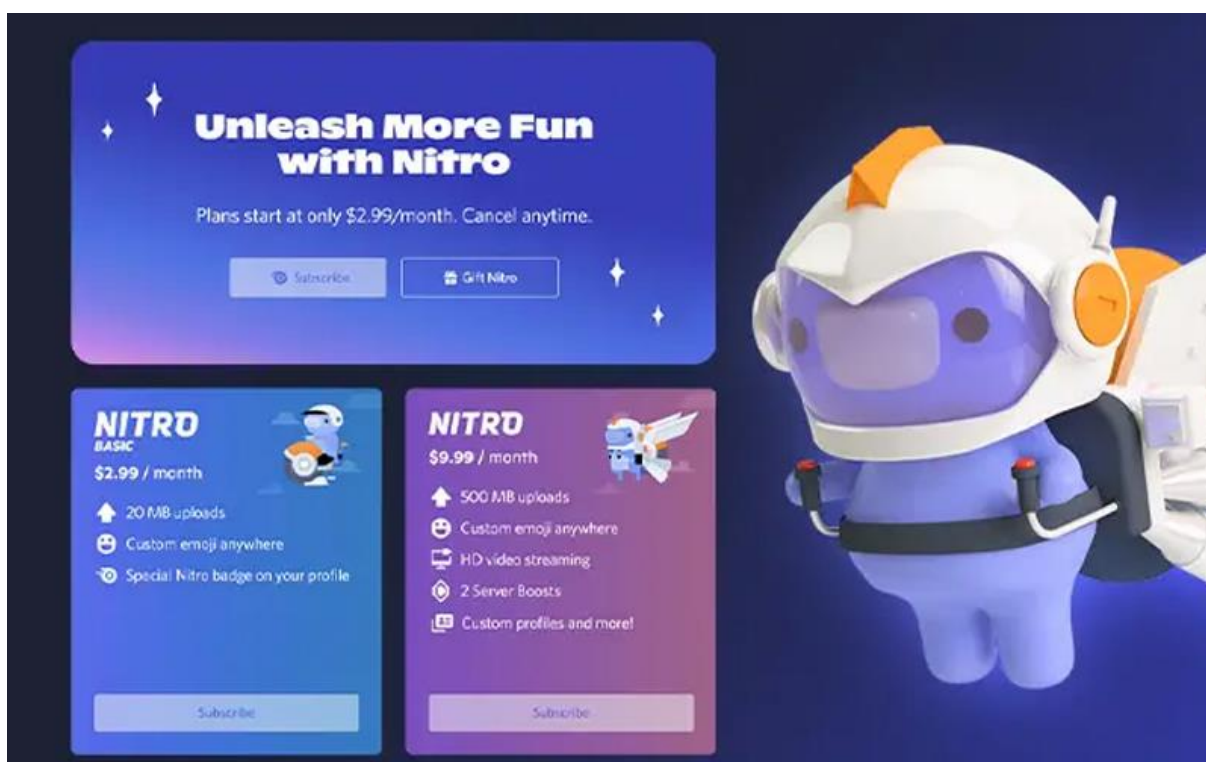 Unleash More Fun
with Nitro
Plans start at only $2.99/month. Cancel anytime.
Subscribe
Gift Nitro
NITRO
BASIC
$2.99 / month
20 MB uploads
Custom emoji anywhere
Special Nitro badge on your profile
Subscribe
NITRO
$9.99 / month
500 MB uploads
Custom emoji anywhere
HD video streaming
2 Server Boosts
Custom profiles and more!
Subscribe